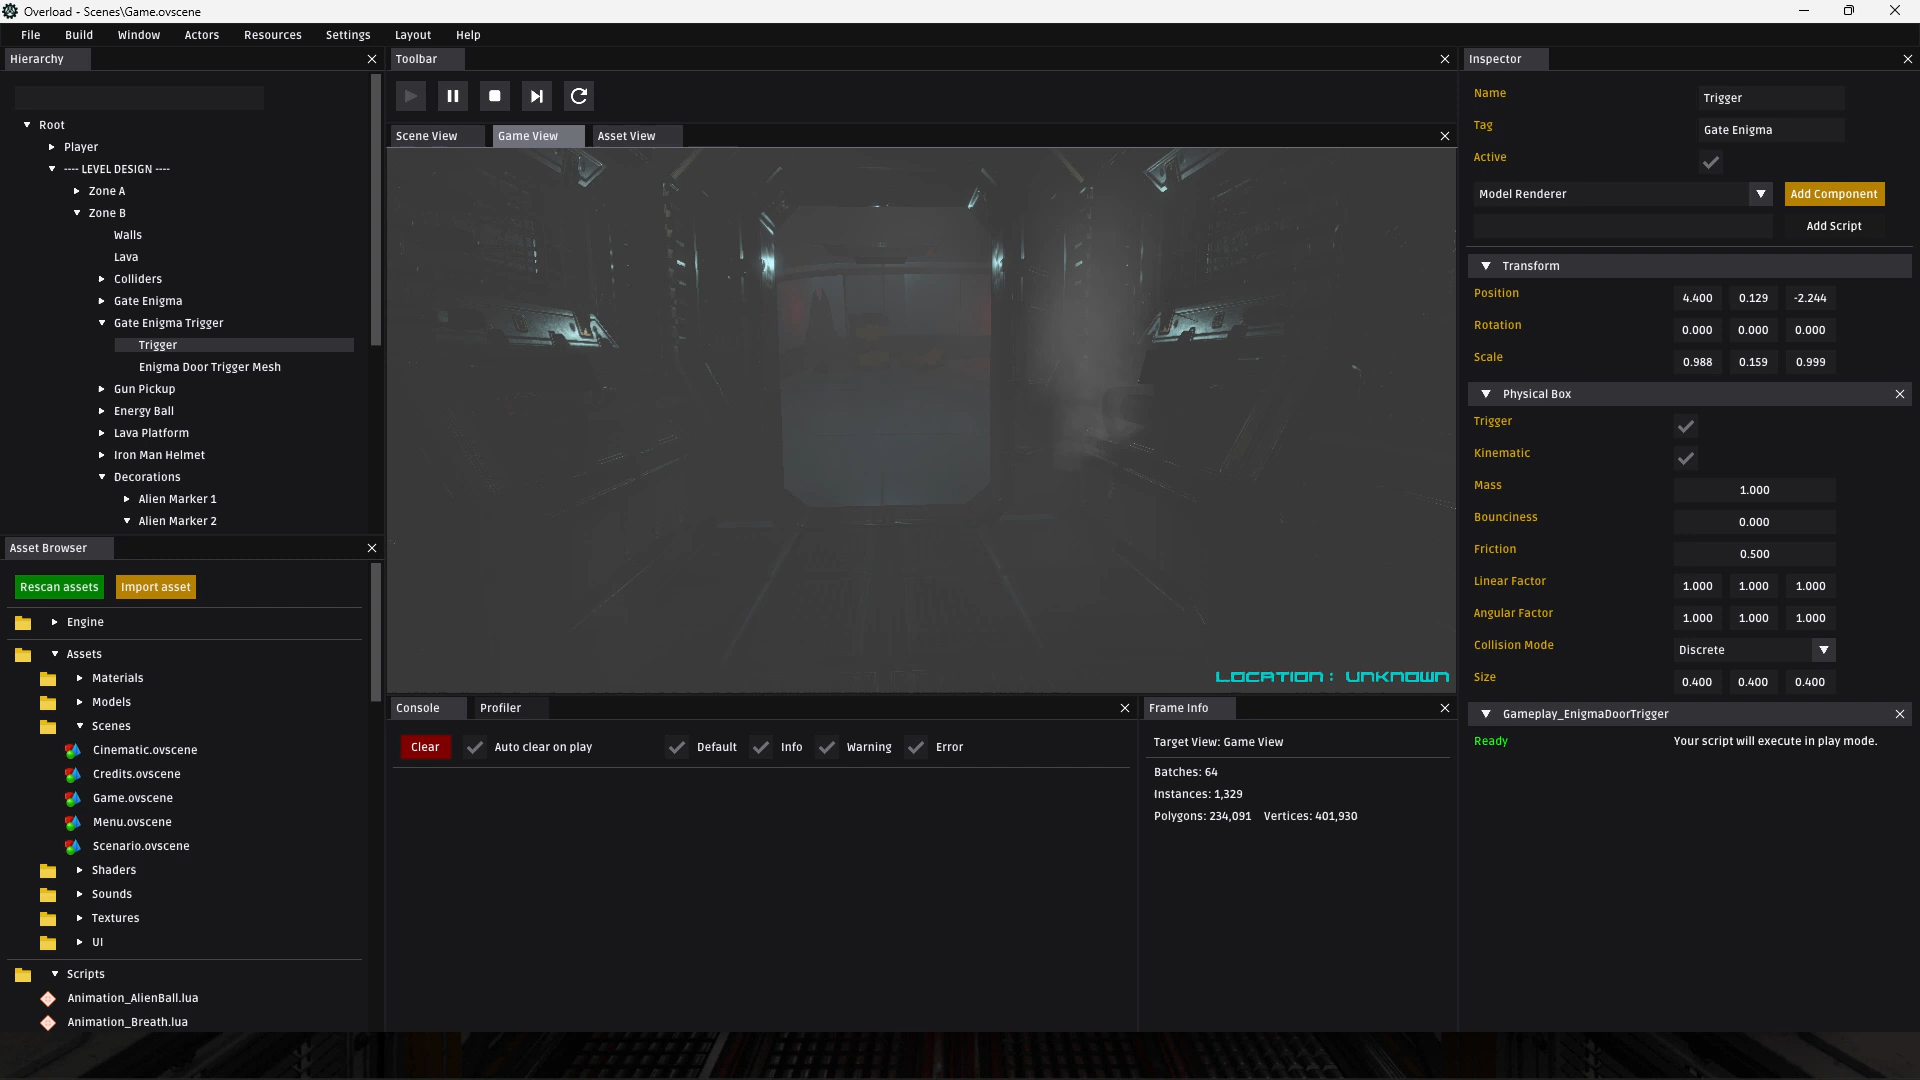 Overload - Scenes\Game.ovscene
File Build Window Actors Resources Settings Layout Help
Hierarchy
Root
Player
---- LEVEL DESIGN ----
Zone A
Zone B
Walls
Lava
Colliders
Gate Enigma
Gate Enigma Trigger
Trigger
Enigma Door Trigger Mesh
Gun Pickup
Energy Ball
Lava Platform
Iron Man Helmet
Decorations
Alien Marker 1
Alien Marker 2
Asset Browser
Rescan assets Import asset
Engine
Assets
Materials
Models
Scenes
Cinematic.ovscene
Credits.ovscene
Game.ovscene
Menu.ovscene
Scenario.ovscene
Shaders
Sounds
Textures
UI
Scripts
Animation_AlienBall.lua
Animation_Breath.lua
Toolbar
Scene View Game View Asset View
LOCATION : UNKNOWN
Console Profiler
Clear Auto clear on play Default Info Warning Error
Frame Info
Target View: Game View
Batches: 64
Instances: 1,329
Polygons: 234,091 Vertices: 401,930
Inspector
Name Trigger
Tag Gate Enigma
Active
Model Renderer Add Component
Add Script
Transform
Position 4.400 0.129 -2.244
Rotation 0.000 0.000 0.000
Scale 0.988 0.159 0.999
Physical Box
Trigger
Kinematic
Mass 1.000
Bounciness 0.000
Friction 0.500
Linear Factor 1.000 1.000 1.000
Angular Factor 1.000 1.000 1.000
Collision Mode Discrete
Size 0.400 0.400 0.400
Gameplay_EnigmaDoorTrigger
Ready Your script will execute in play mode.